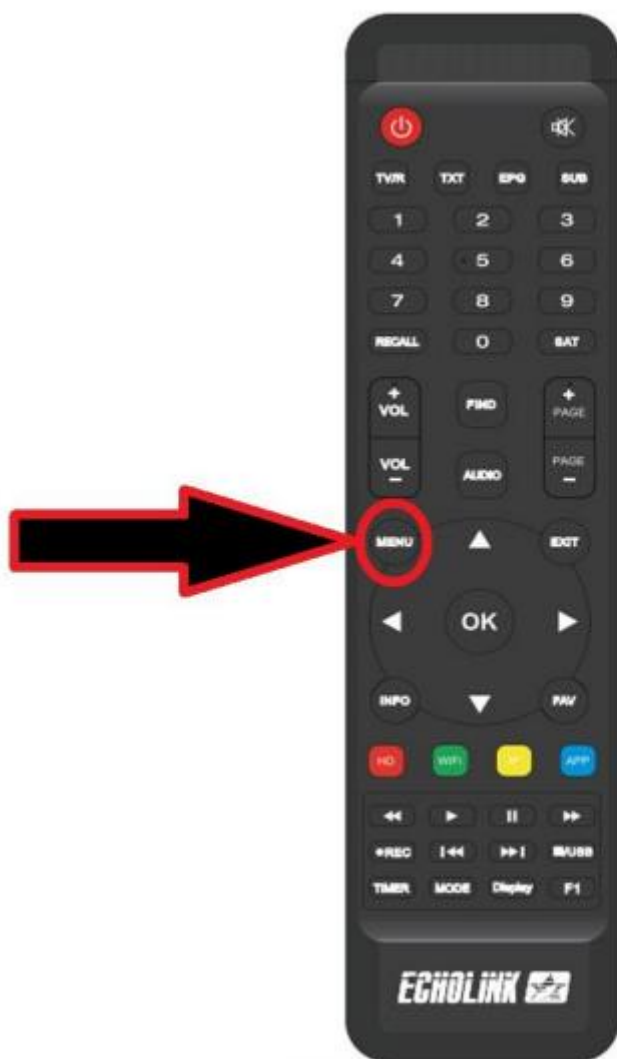 TV/R TXT EPG SUB
1 2 3
4 5 6
7 8 9
RECALL 0 SAT
+ VOL FIND + PAGE
VOL - AUDIO PAGE -
MENU EXIT
OK
INFO FAV
HD WIFI APP
●REC ■/USB
TIMER MODE Display F1
ECHOLINK